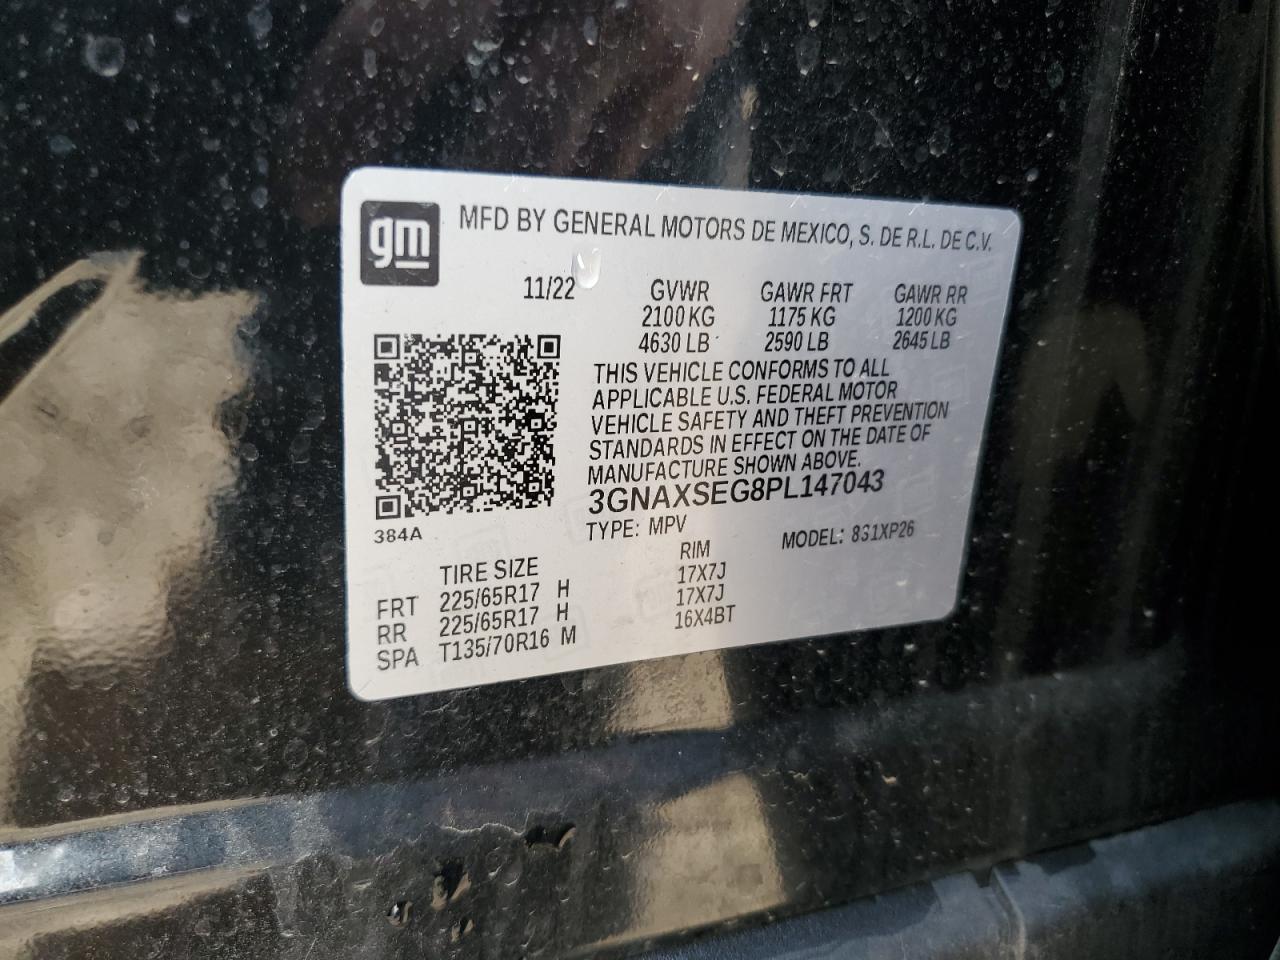 gm
MFD BY GENERAL MOTORS DE MEXICO, S. DE R.L. DE C.V.
11/22 GVWR GAWR FRT GAWR RR
2100 KG 1175 KG 1200 KG
4630 LB 2590 LB 2645 LB
THIS VEHICLE CONFORMS TO ALL
APPLICABLE U.S. FEDERAL MOTOR
VEHICLE SAFETY AND THEFT PREVENTION
STANDARDS IN EFFECT ON THE DATE OF
MANUFACTURE SHOWN ABOVE.
3GNAXSEG8PL147043
384A
TYPE: MPV MODEL: 8S1XP26
TIRE SIZE RIM
FRT 225/65R17 H 17X7J
RR 225/65R17 H 17X7J
SPA T135/70R16 M 16X4BT